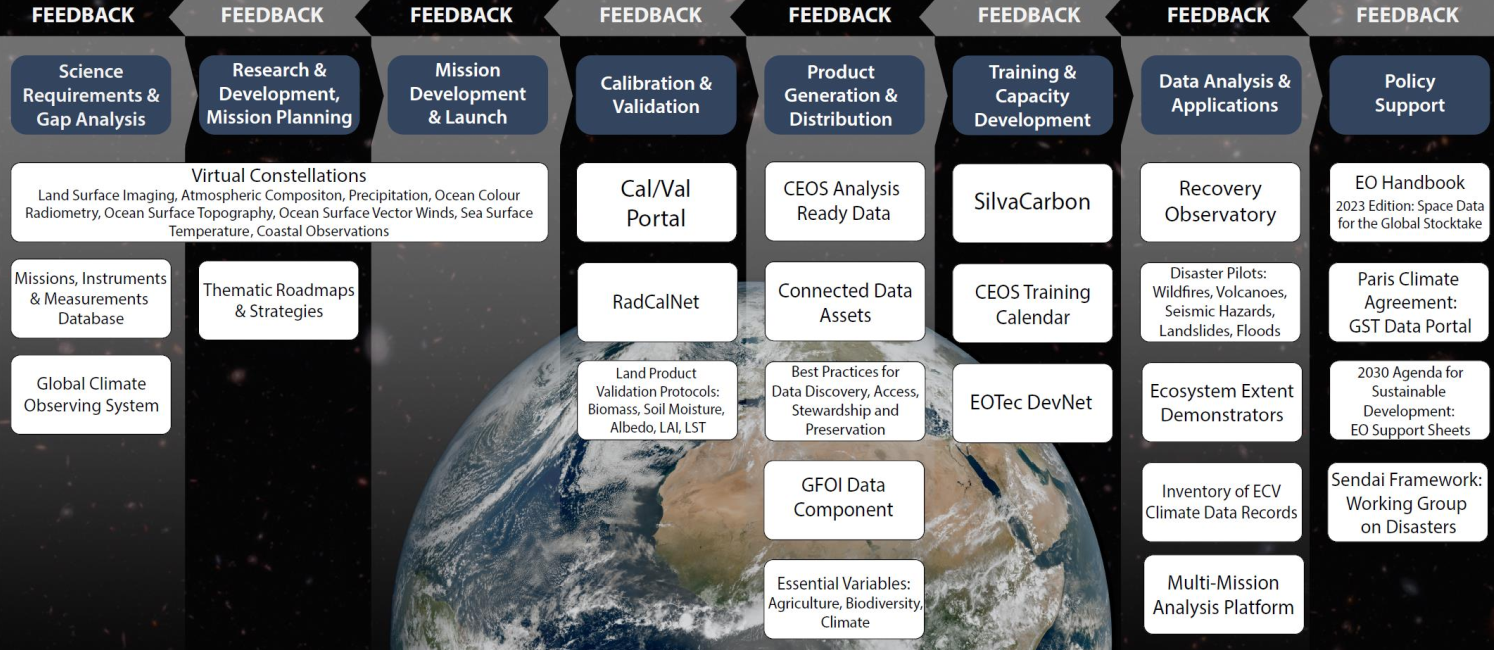 FEEDBACK
FEEDBACK
FEEDBACK
FEEDBACK
FEEDBACK
FEEDBACK
FEEDBACK
FEEDBACK
Science
Requirements &
Gap Analysis
Research &
Development,
Mission Planning
Mission
Development
& Launch
Calibration &
Validation
Product
Generation &
Distribution
Training &
Capacity
Development
Data Analysis &
Applications
Policy
Support
Virtual Constellations
Land Surface Imaging, Atmospheric Compositon, Precipitation, Ocean Colour
Radiometry, Ocean Surface Topography, Ocean Surface Vector Winds, Sea Surface
Temperature, Coastal Observations
Missions, Instruments
& Measurements
Database
Global Climate
Observing System
Thematic Roadmaps
& Strategies
Cal/Val
Portal
RadCalNet
Land Product
Validation Protocols:
Biomass, Soil Moisture,
Albedo, LAI, LST
CEOS Analysis
Ready Data
Connected Data
Assets
Best Practices for
Data Discovery, Access,
Stewardship and
Preservation
GFOI Data
Component
Essential Variables:
Agriculture, Biodiversity,
Climate
SilvaCarbon
CEOS Training
Calendar
EOTec DevNet
Recovery
Observatory
Disaster Pilots:
Wildfires, Volcanoes,
Seismic Hazards,
Landslides, Floods
Ecosystem Extent
Demonstrators
Inventory of ECV
Climate Data Records
Multi-Mission
Analysis Platform
EO Handbook
2023 Edition: Space Data
for the Global Stocktake
Paris Climate
Agreement:
GST Data Portal
2030 Agenda for
Sustainable
Development:
EO Support Sheets
Sendai Framework:
Working Group
on Disasters